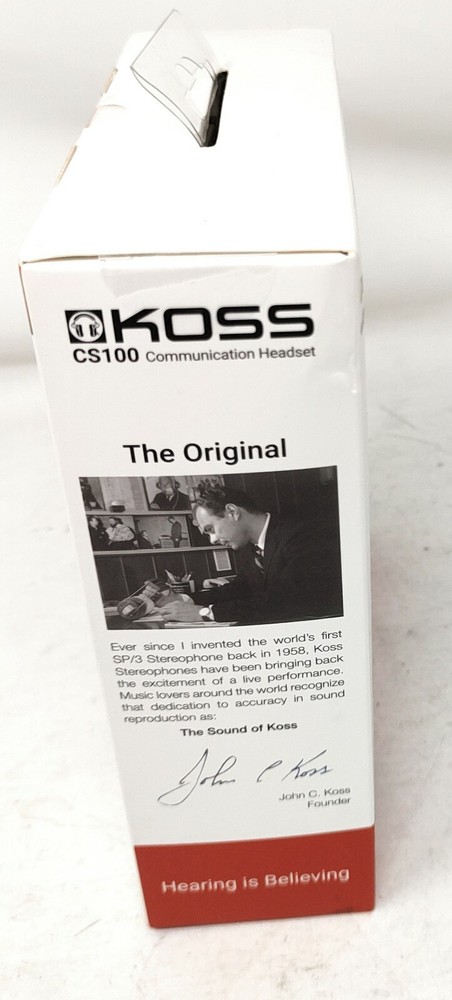 KOSS
CS100 Communication Headset
The Original
Ever since I invented the world's first
SP/3 Stereophone back in 1958, Koss
Stereophones have been bringing back
the excitement of a live performance.
Music lovers around the world recognize
that dedication to accuracy in sound
reproduction as:
The Sound of Koss
John C Koss
John C. Koss
Founder
Hearing is Believing